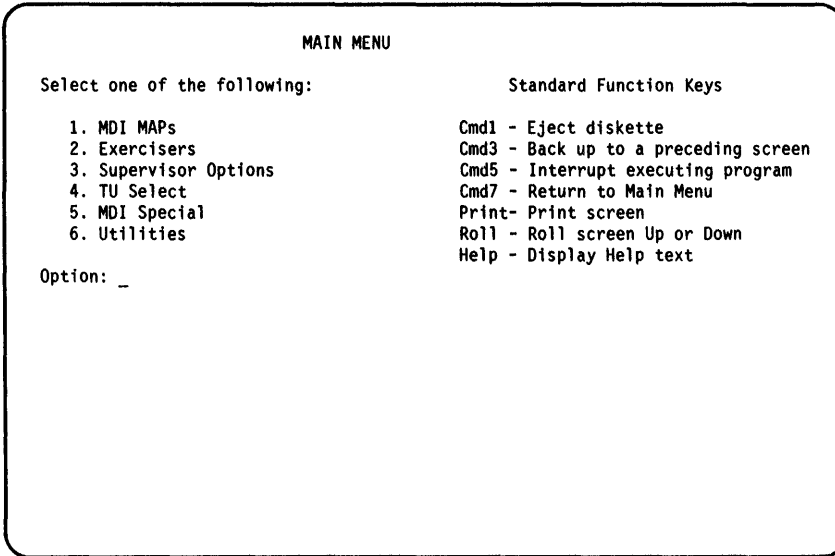 MAIN MENU
Select one of the following:
1. MDI MAPs
2. Exercisers
3. Supervisor Options
4. TU Select
5. MDI Special
6. Utilities
Option: _
Standard Function Keys
Cmd1 - Eject diskette
Cmd3 - Back up to a preceding screen
Cmd5 - Interrupt executing program
Cmd7 - Return to Main Menu
Print- Print screen
Roll - Roll screen Up or Down
Help - Display Help text